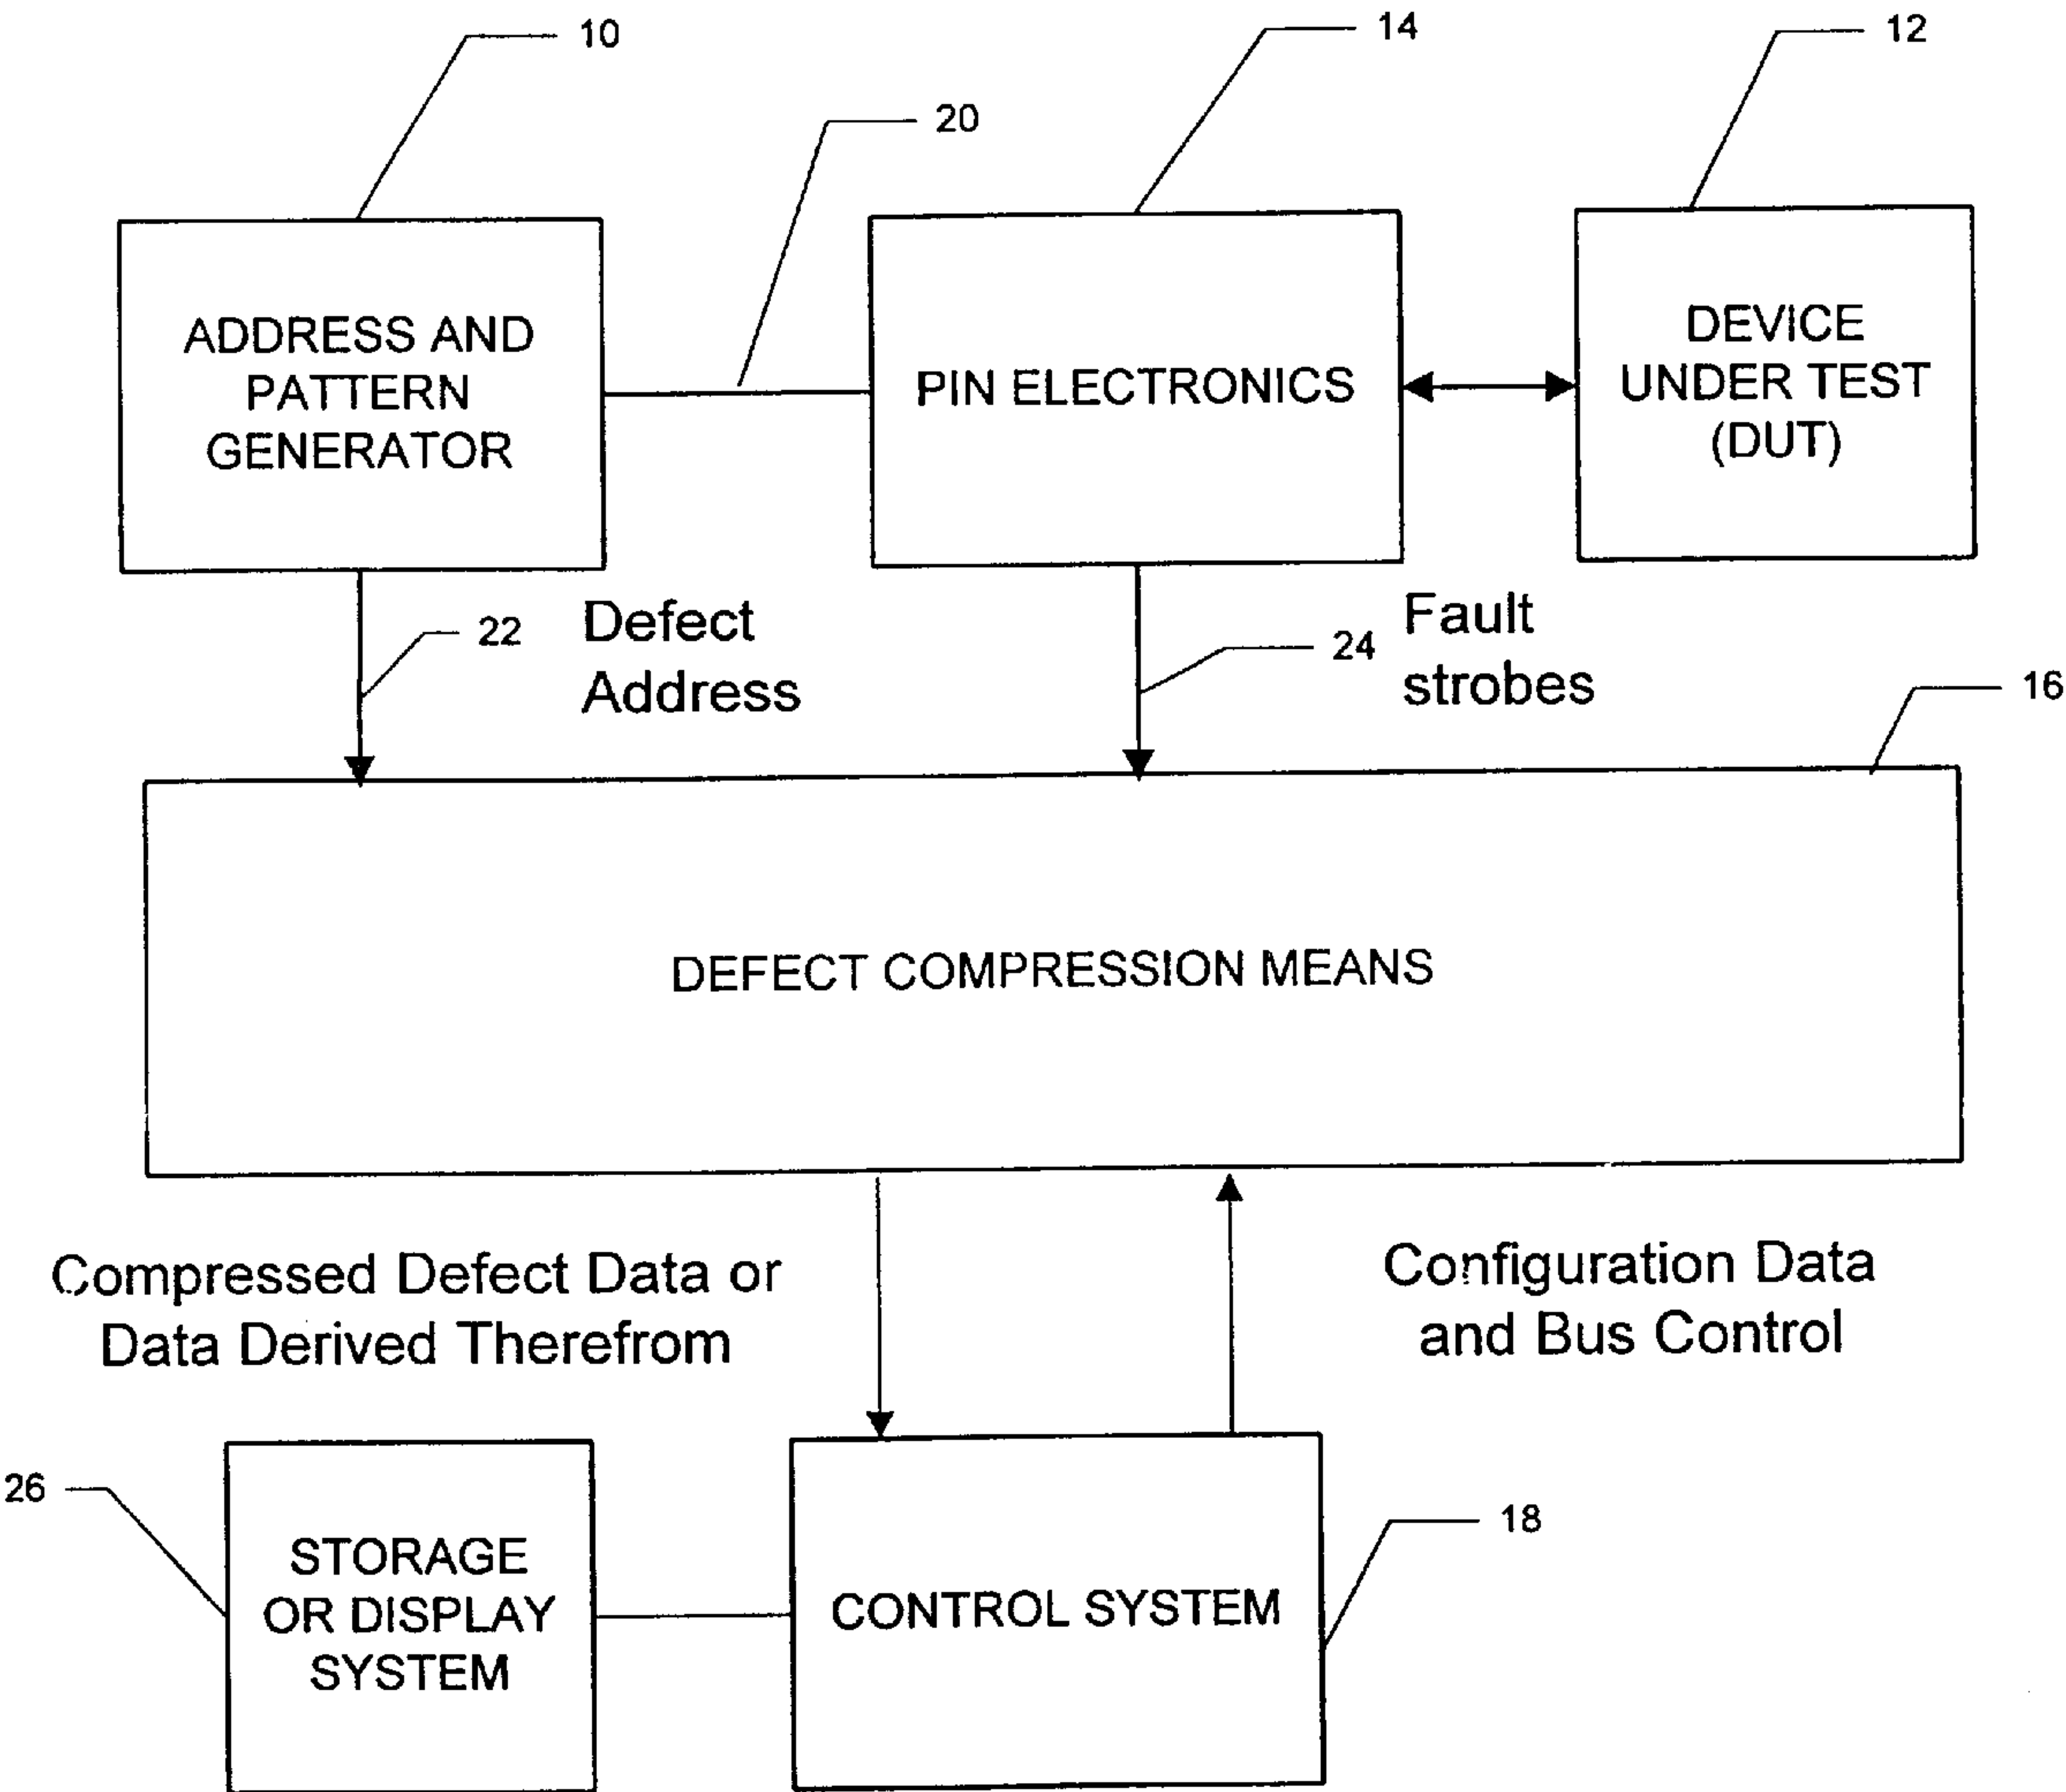 10
14
12
20
ADDRESS AND
PATTERN
GENERATOR
PIN ELECTRONICS
DEVICE
UNDER TEST
(DUT)
22
Defect
Address
24
Fault
strobes
16
DEFECT COMPRESSION MEANS
Compressed Defect Data or
Data Derived Therefrom
Configuration Data
and Bus Control
26
STORAGE
OR DISPLAY
SYSTEM
CONTROL SYSTEM
18